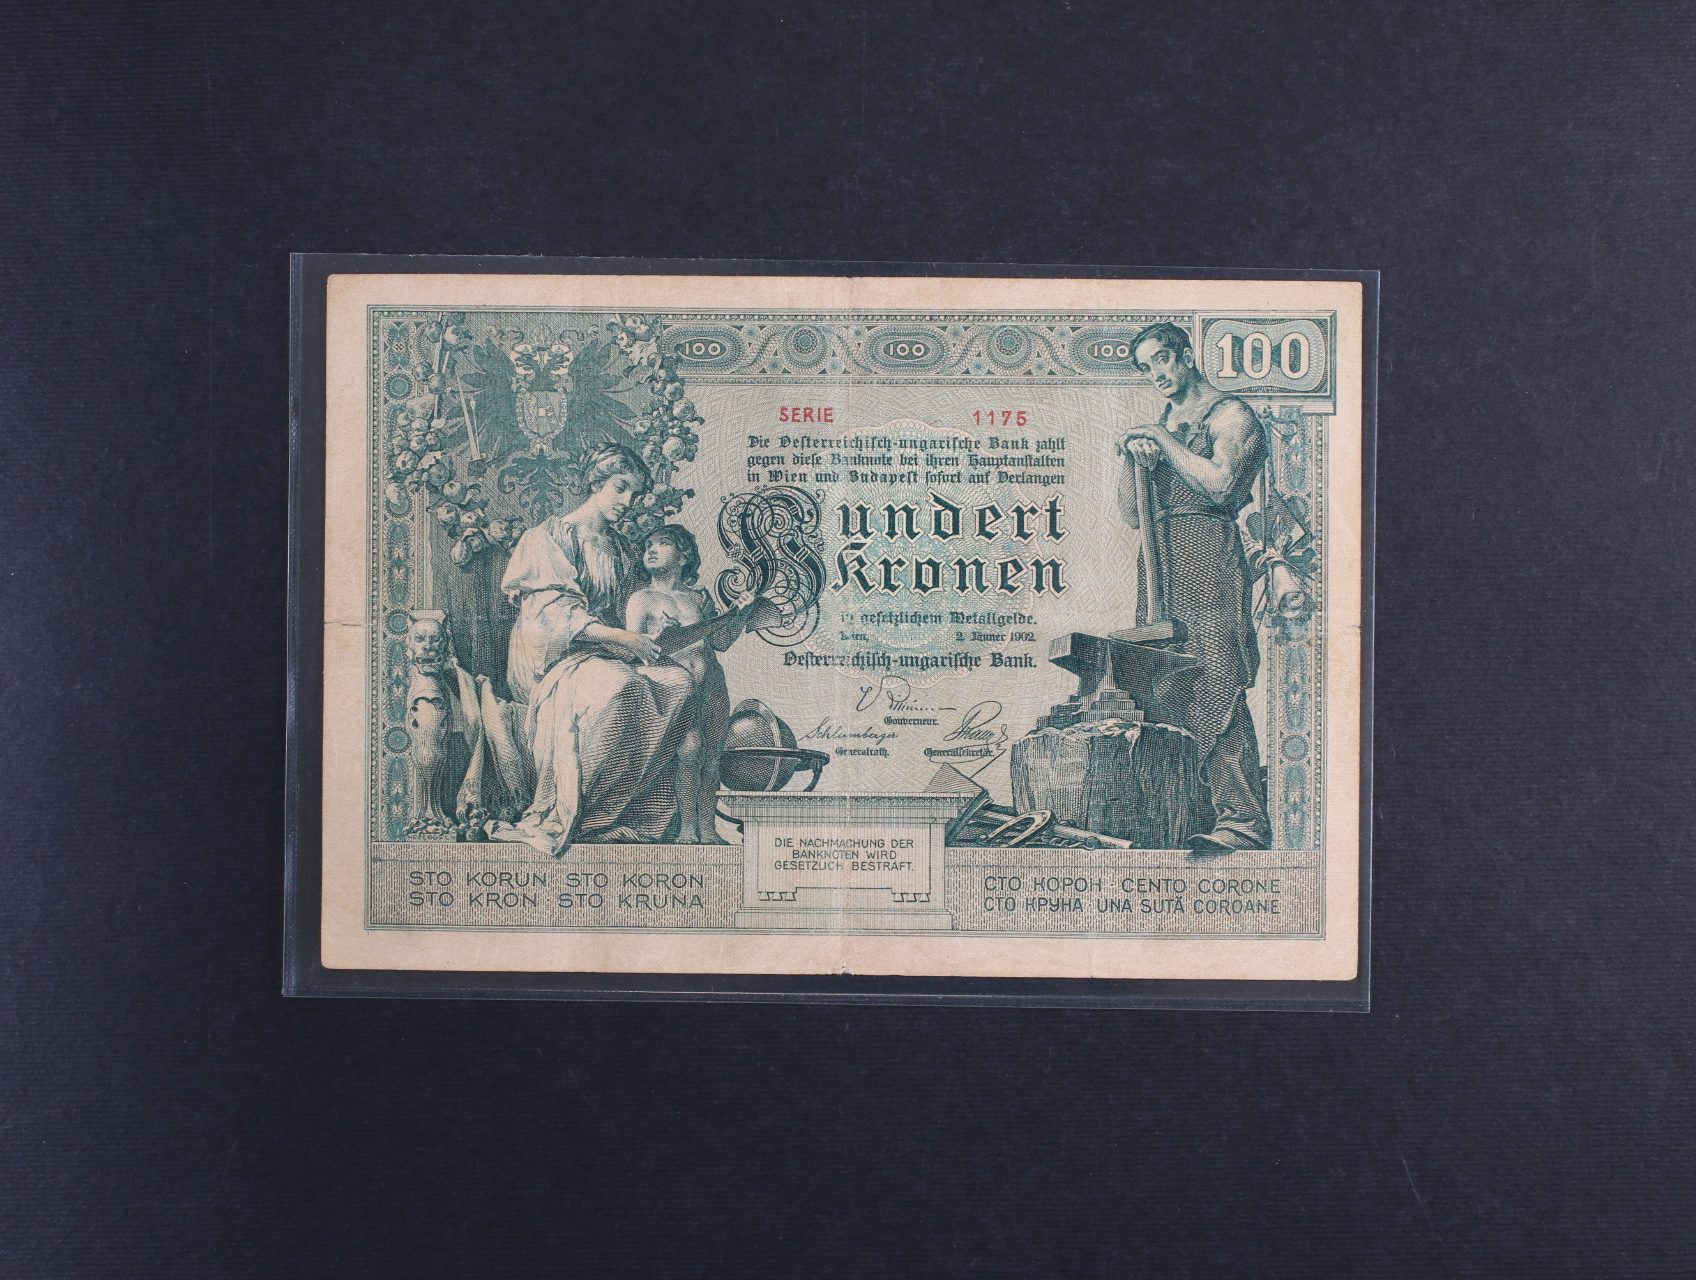 100 100 100 100
SERIE 1175
Die Oesterreichisch-ungarische Bank zahlt
gegen diese Banknote bei ihren Hauptanstalten
in Wien und Budapest sofort auf Verlangen
Hundert
Kronen
in gesetzlichem Metallgelde.
Wien, 2. Jänner 1902.
Oesterreichisch-ungarische Bank.
Gouverneur.
Schlumberger
Generalrath. Generalsekretär.
DIE NACHMACHUNG DER
BANKNOTEN WIRD
GESETZLICH BESTRAFT.
STO KORUN · STO KORON
STO KRON · STO KRUNA
СТО КОРОН · CENTO CORONE
СТО КРУНА · UNA SUTĂ COROANE